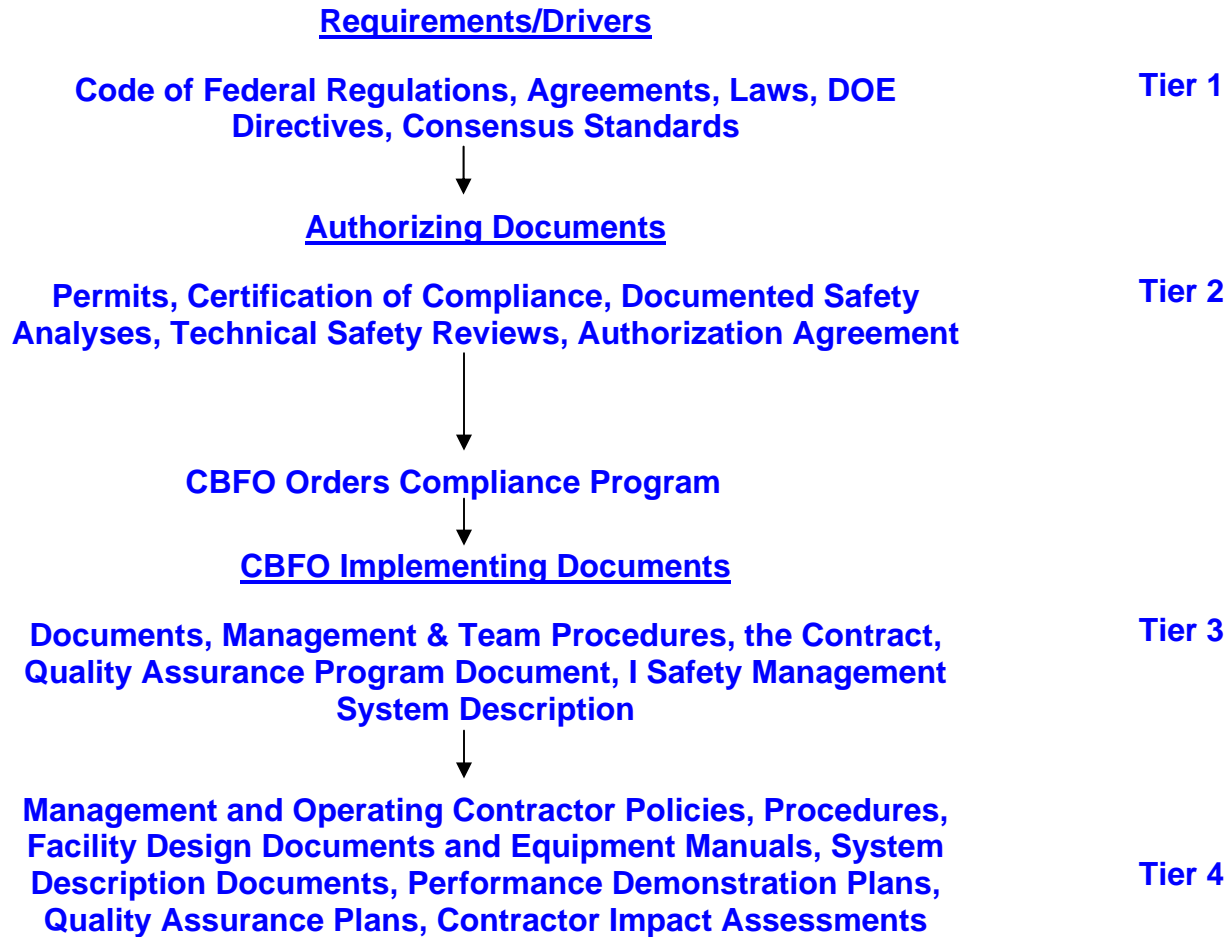 Requirements/Drivers
Code of Federal Regulations, Agreements, Laws, DOE
Directives, Consensus Standards
Tier 1
Authorizing Documents
Permits, Certification of Compliance, Documented Safety
Analyses, Technical Safety Reviews, Authorization Agreement
Tier 2
CBFO Orders Compliance Program
CBFO Implementing Documents
Documents, Management & Team Procedures, the Contract,
Quality Assurance Program Document, I Safety Management
System Description
Tier 3
Management and Operating Contractor Policies, Procedures,
Facility Design Documents and Equipment Manuals, System
Description Documents, Performance Demonstration Plans,
Quality Assurance Plans, Contractor Impact Assessments
Tier 4